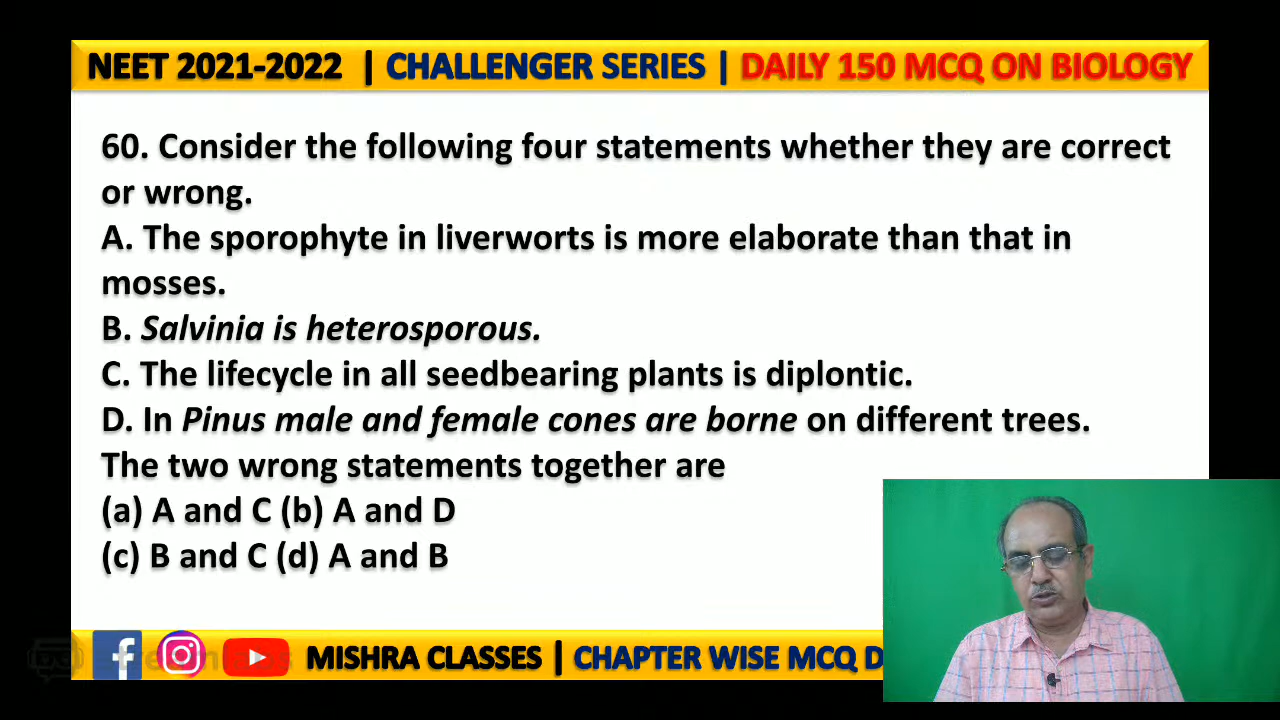 NEET 2021-2022 | CHALLENGER SERIES | DAILY 150 MCQ ON BIOLOGY
60. Consider the following four statements whether they are correct
or wrong.
A. The sporophyte in liverworts is more elaborate than that in
mosses.
B. Salvinia is heterosporous.
C. The lifecycle in all seedbearing plants is diplontic.
D. In Pinus male and female cones are borne on different trees.
The two wrong statements together are
(a) A and C (b) A and D
(c) B and C (d) A and B
MISHRA CLASSES | CHAPTER WISE MCQ D